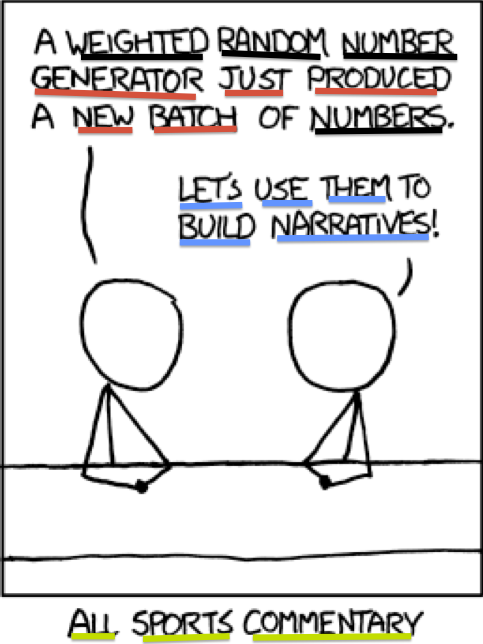 A WEIGHTED RANDOM NUMBER
GENERATOR JUST PRODUCED
A NEW BATCH OF NUMBERS.
LET'S USE THEM TO
BUILD NARRATIVES!
ALL SPORTS COMMENTARY